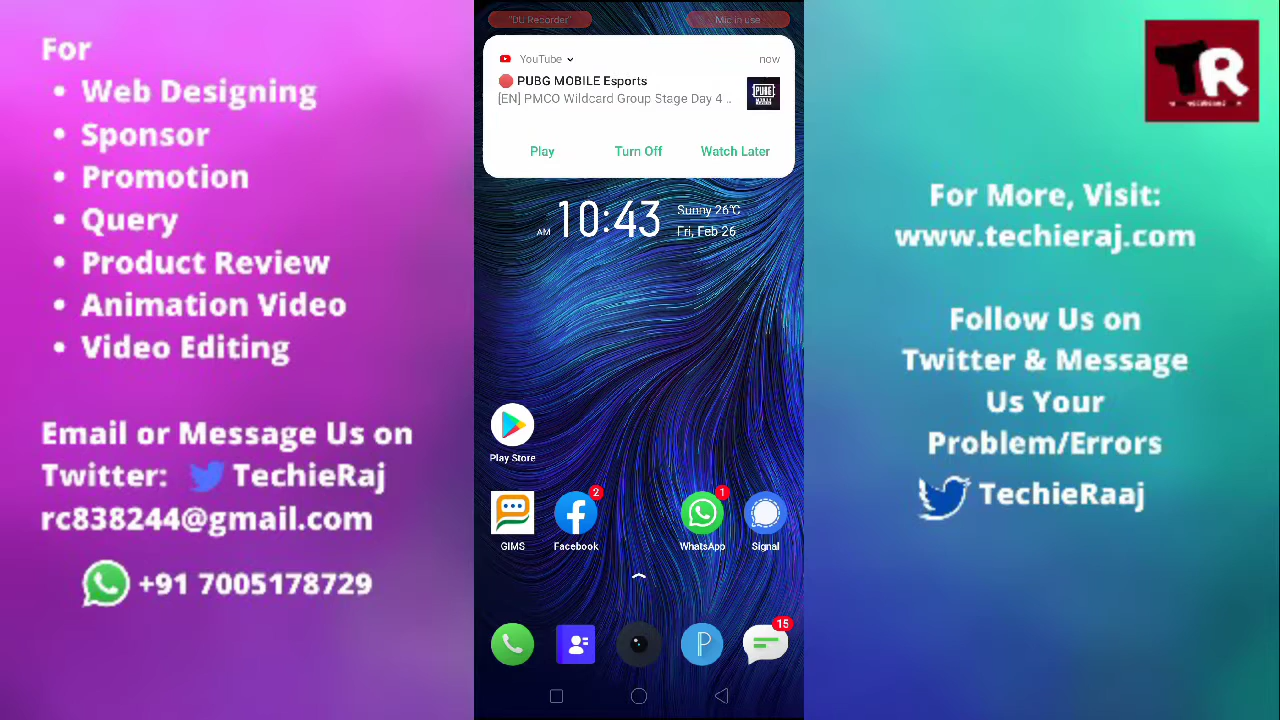 For
• Web Designing
• Sponsor
• Promotion
• Query
• Product Review
• Animation Video
• Video Editing
Email or Message Us on
Twitter: TechieRaj
rc838244@gmail.com
+91 7005178729
"DU Recorder"
Mic in use
YouTube
now
PUBG MOBILE Esports
[EN] PMCO Wildcard Group Stage Day 4 ..
PUBG
Play
Turn Off
Watch Later
AM 10:43
Sunny 26℃
Fri, Feb 26
Play Store
2
1
GIMS
Facebook
WhatsApp
Signal
15
TR
For More, Visit:
www.techieraj.com
Follow Us on
Twitter & Message
Us Your
Problem/Errors
TechieRaaj